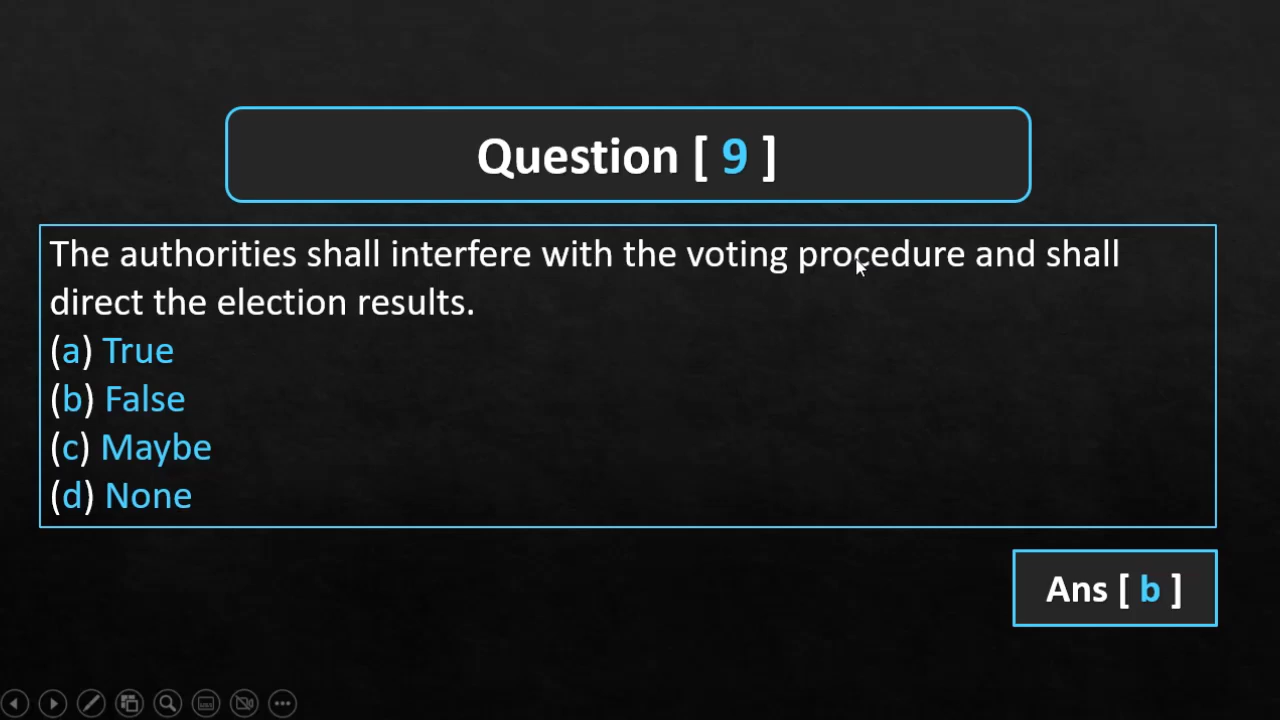 Question [ 9 ]
The authorities shall interfere with the voting procedure and shall
direct the election results.
(a) True
(b) False
(c) Maybe
(d) None
Ans [ b ]